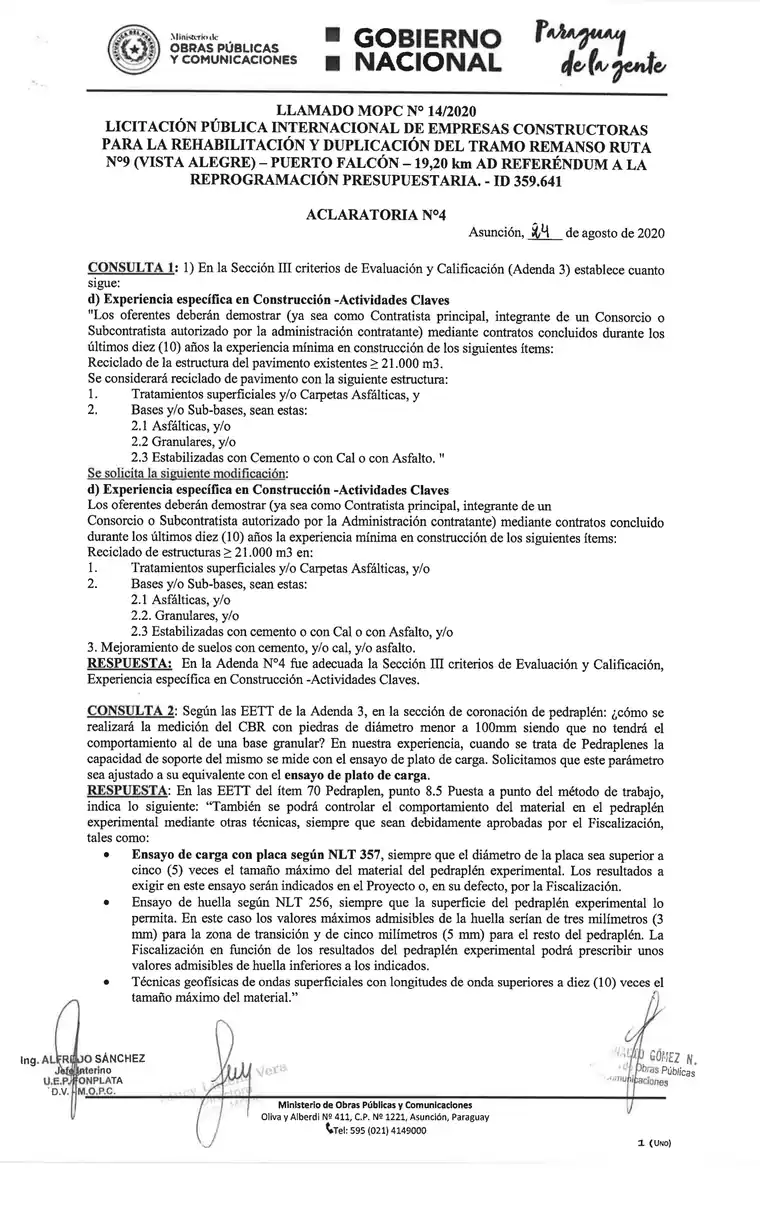 Ministerio de
OBRAS PÚBLICAS
Y COMUNICACIONES
GOBIERNO
NACIONAL
Paraguay
de la gente
LLAMADO MOPC Nº 14/2020
LICITACIÓN PÚBLICA INTERNACIONAL DE EMPRESAS CONSTRUCTORAS
PARA LA REHABILITACIÓN Y DUPLICACIÓN DEL TRAMO REMANSO RUTA
Nº9 (VISTA ALEGRE) – PUERTO FALCÓN – 19,20 km AD REFERÉNDUM A LA
REPROGRAMACIÓN PRESUPUESTARIA. - ID 359.641
ACLARATORIA Nº4
Asunción, 24 de agosto de 2020
CONSULTA 1: 1) En la Sección III criterios de Evaluación y Calificación (Adenda 3) establece cuanto
sigue:
d) Experiencia específica en Construcción -Actividades Claves
"Los oferentes deberán demostrar (ya sea como Contratista principal, integrante de un Consorcio o
Subcontratista autorizado por la administración contratante) mediante contratos concluidos durante los
últimos diez (10) años la experiencia mínima en construcción de los siguientes ítems:
Reciclado de la estructura del pavimento existentes ≥ 21.000 m3.
Se considerará reciclado de pavimento con la siguiente estructura:
1. Tratamientos superficiales y/o Carpetas Asfálticas, y
2. Bases y/o Sub-bases, sean estas:
2.1 Asfálticas, y/o
2.2 Granulares, y/o
2.3 Estabilizadas con Cemento o con Cal o con Asfalto. "
Se solicita la siguiente modificación:
d) Experiencia específica en Construcción -Actividades Claves
Los oferentes deberán demostrar (ya sea como Contratista principal, integrante de un
Consorcio o Subcontratista autorizado por la Administración contratante) mediante contratos concluido
durante los últimos diez (10) años la experiencia mínima en construcción de los siguientes ítems:
Reciclado de estructuras ≥ 21.000 m3 en:
1. Tratamientos superficiales y/o Carpetas Asfálticas, y/o
2. Bases y/o Sub-bases, sean estas:
2.1 Asfálticas, y/o
2.2. Granulares, y/o
2.3 Estabilizadas con cemento o con Cal o con Asfalto, y/o
3. Mejoramiento de suelos con cemento, y/o cal, y/o asfalto.
RESPUESTA: En la Adenda Nº4 fue adecuada la Sección III criterios de Evaluación y Calificación,
Experiencia específica en Construcción -Actividades Claves.
CONSULTA 2: Según las EETT de la Adenda 3, en la sección de coronación de pedraplén: ¿cómo se
realizará la medición del CBR con piedras de diámetro menor a 100mm siendo que no tendrá el
comportamiento al de una base granular? En nuestra experiencia, cuando se trata de Pedraplenes la
capacidad de soporte del mismo se mide con el ensayo de plato de carga. Solicitamos que este parámetro
sea ajustado a su equivalente con el ensayo de plato de carga.
RESPUESTA: En las EETT del ítem 70 Pedraplen, punto 8.5 Puesta a punto del método de trabajo,
indica lo siguiente: “También se podrá controlar el comportamiento del material en el pedraplén
experimental mediante otras técnicas, siempre que sean debidamente aprobadas por el Fiscalización,
tales como:
• Ensayo de carga con placa según NLT 357, siempre que el diámetro de la placa sea superior a
cinco (5) veces el tamaño máximo del material del pedraplén experimental. Los resultados a
exigir en este ensayo serán indicados en el Proyecto o, en su defecto, por la Fiscalización.
• Ensayo de huella según NLT 256, siempre que la superficie del pedraplén experimental lo
permita. En este caso los valores máximos admisibles de la huella serían de tres milímetros (3
mm) para la zona de transición y de cinco milímetros (5 mm) para el resto del pedraplén. La
Fiscalización en función de los resultados del pedraplén experimental podrá prescribir unos
valores admisibles de huella inferiores a los indicados.
• Técnicas geofísicas de ondas superficiales con longitudes de onda superiores a diez (10) veces el
tamaño máximo del material.”
Ing. ALFREDO SÁNCHEZ
Jefe Interino
U.E.P. FONPLATA
D.V. M.O.P.C.
Vera
GÓMEZ N.
de Obras Públicas
Ministerio de Obras Públicas y Comunicaciones
Oliva y Alberdi Nº 411, C.P. Nº 1221, Asunción, Paraguay
Tel: 595 (021) 4149000
1 (UNO)